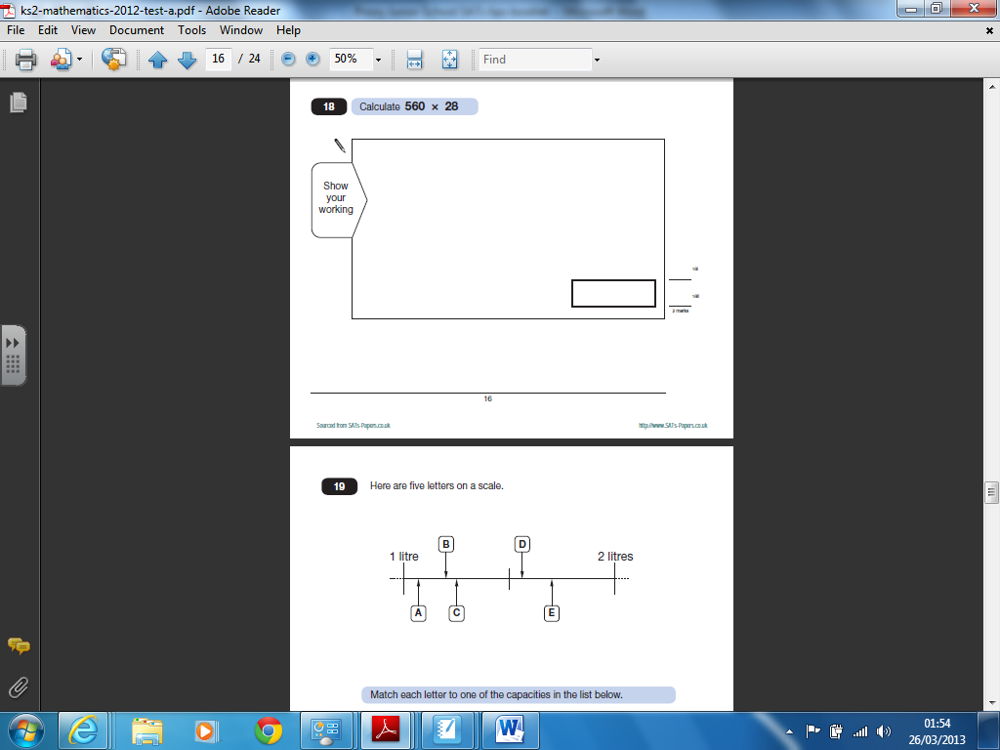 ks2-mathematics-2012-test-a.pdf - Adobe Reader
File Edit View Document Tools Window Help
16 / 24 50% Find
18 Calculate 560 × 28
Show
your
working
2 marks
16
Sourced from SATs-Papers.co.uk http://www.SATs-Papers.co.uk
19 Here are five letters on a scale.
B D
1 litre 2 litres
A C E
Match each letter to one of the capacities in the list below.
01:54
26/03/2013